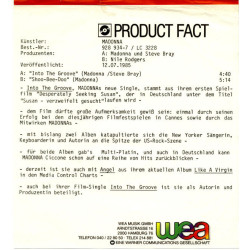 PRODUCT FACT
Künstler: MADONNA
Best.-Nr.: 928 934-7 / LC 3228
Produzenten: A: Madonna und Steve Bray
B: Nile Rodgers
Veröffentlicht: 12.07.1985
A: "Into The Groove" (Madonna /Steve Bray) 4:40
B: "Shoo-Bee-Doo" (Madonna) 5:14
- Into The Groove, MADONNAs neue Single, stammt aus ihrem ersten Spielfilm "Desperately Seeking Susan", der in Deutschland unter dem Titel "Susan - verzweifelt gesucht" laufen wird
- dem Film dürfte große Aufmerksamkeit gewiß sein: einmal durch seinen Erfolg bei den diesjährigen Filmfestspielen in Cannes sowie durch das Mitwirken MADONNAs
- mit bislang zwei Alben katapultierte sich die New Yorker Sängerin, Keyboarderin und Autorin an die Spitze der US-Rock-Szene
- für beide Alben gab's Multi-Platin, und auch in Deutschland kann MADONNA Ciccone schon auf eine Reihe von Hits zurückblicken
- derzeit ist sie auch mit Angel aus ihrem aktuellen Album Like A Virgin in den Media Control Charts
- auch bei ihrer Film-Single Into The Groove ist sie als Autorin und Produzentin beteiligt.
WEA MUSIK GMBH
ARNDTSTRASSE 16
2000 HAMBURG 76
wea
EINE WARNER COMMUNICATIONS GESELLSCHAFT